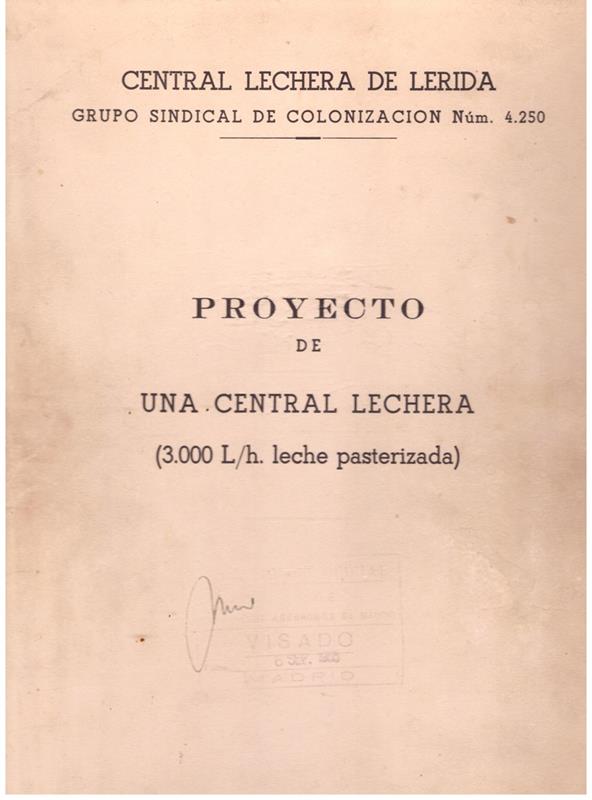 CENTRAL LECHERA DE LERIDA
GRUPO SINDICAL DE COLONIZACION Núm. 4.250
PROYECTO
DE
UNA CENTRAL LECHERA
(3.000 L/h. leche pasterizada)
VISADO
MADRID